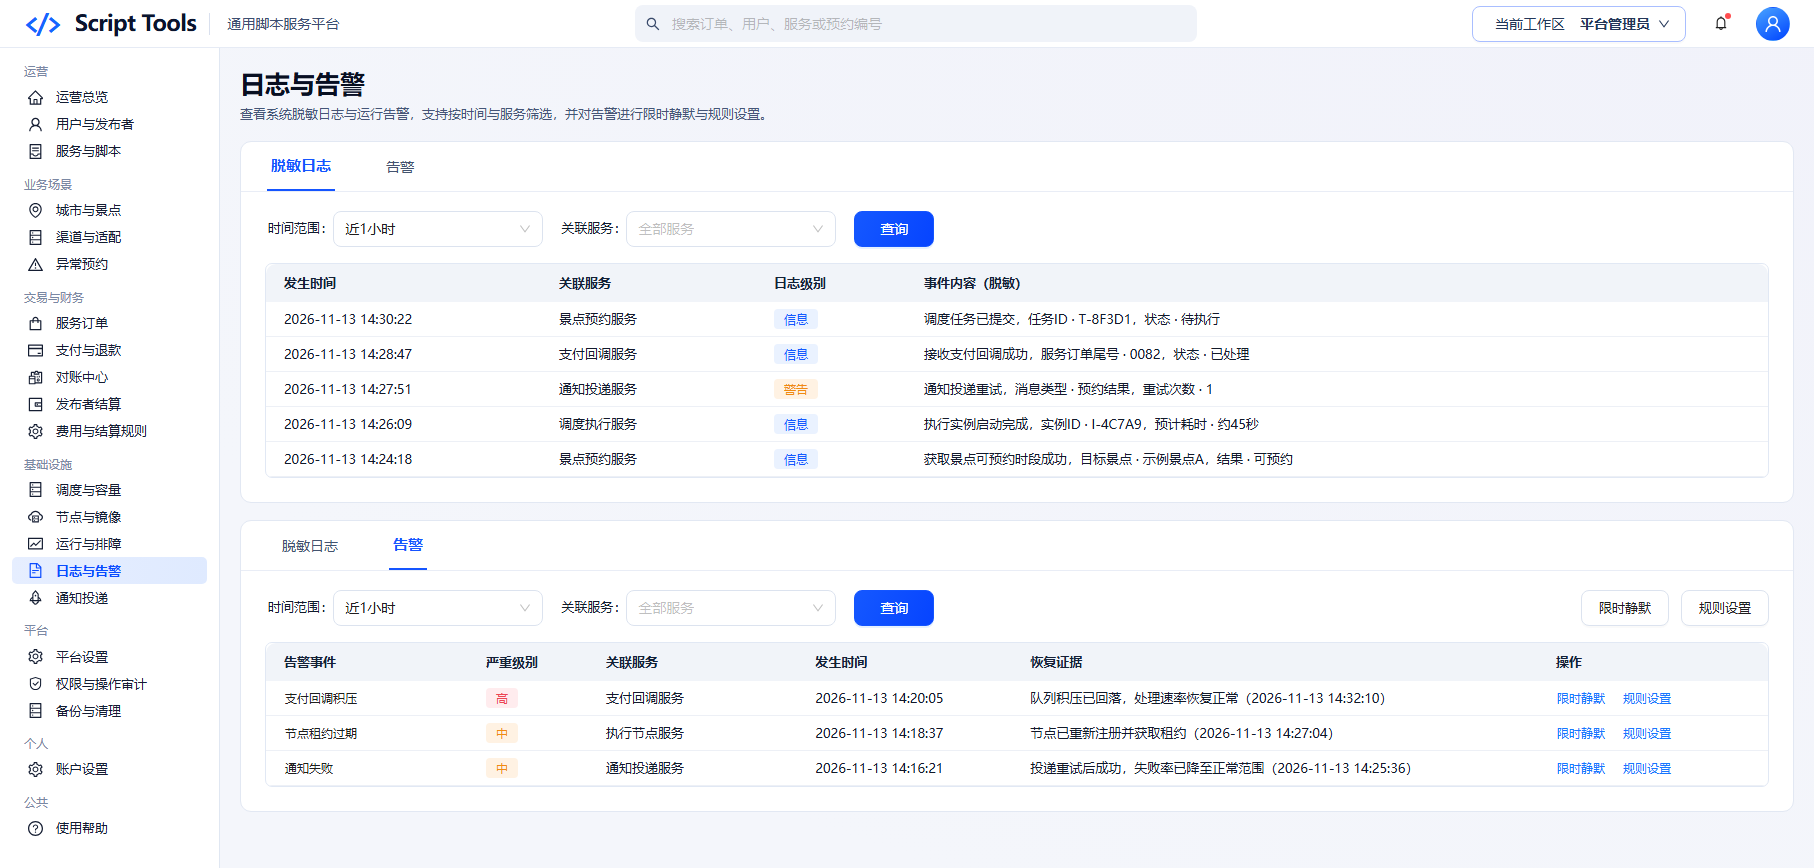 </> Script Tools
通用脚本服务平台
搜索订单、用户、服务或预约编号
当前工作区 平台管理员
运营
运营总览
用户与发布者
服务与脚本
业务场景
城市与景点
渠道与适配
异常预约
交易与财务
服务订单
支付与退款
对账中心
发布者结算
费用与结算规则
基础设施
调度与容量
节点与镜像
运行与排障
日志与告警
通知投递
平台
平台设置
权限与操作审计
备份与清理
个人
账户设置
公共
使用帮助
日志与告警
查看系统脱敏日志与运行告警，支持按时间与服务筛选，并对告警进行限时静默与规则设置。
脱敏日志 告警
时间范围： 近1小时 关联服务： 全部服务 查询
发生时间 关联服务 日志级别 事件内容（脱敏）
2026-11-13 14:30:22 景点预约服务 信息 调度任务已提交，任务ID · T-8F3D1，状态 · 待执行
2026-11-13 14:28:47 支付回调服务 信息 接收支付回调成功，服务订单尾号 · 0082，状态 · 已处理
2026-11-13 14:27:51 通知投递服务 警告 通知投递重试，消息类型 · 预约结果，重试次数 · 1
2026-11-13 14:26:09 调度执行服务 信息 执行实例启动完成，实例ID · I-4C7A9，预计耗时 · 约45秒
2026-11-13 14:24:18 景点预约服务 信息 获取景点可预约时段成功，目标景点 · 示例景点A，结果 · 可预约
脱敏日志 告警
时间范围： 近1小时 关联服务： 全部服务 查询 限时静默 规则设置
告警事件 严重级别 关联服务 发生时间 恢复证据 操作
支付回调积压 高 支付回调服务 2026-11-13 14:20:05 队列积压已回落，处理速率恢复正常（2026-11-13 14:32:10） 限时静默 规则设置
节点租约过期 中 执行节点服务 2026-11-13 14:18:37 节点已重新注册并获取租约（2026-11-13 14:27:04） 限时静默 规则设置
通知失败 中 通知投递服务 2026-11-13 14:16:21 投递重试后成功，失败率已降至正常范围（2026-11-13 14:25:36） 限时静默 规则设置